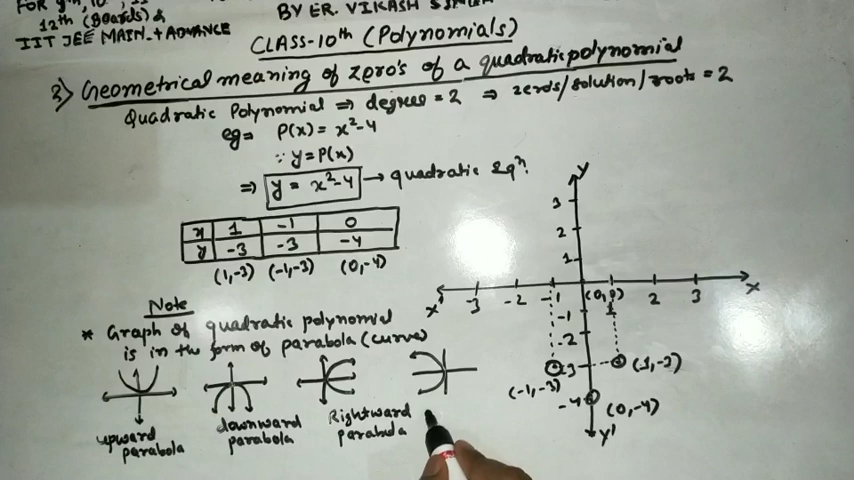 FOR 9th, 10
12th (Boards) &
IIT JEE MAIN + ADVANCE
BY ER. VIKASH
CLASS-10th (Polynomials)
3) Geometrical meaning of zero's of a quadratic polynomial
Quadratic Polynomial ⇒ degree = 2 ⇒ zeros/solution/roots = 2
eg= P(x) = x²-4
∵ y = P(x)
⇒ y = x²-4 → quadratic Eqⁿ.
x 1 -1 0
y -3 -3 -4
(1,-3) (-1,-3) (0,-4)
Note
* Graph of quadratic polynomial
is in the form of parabola (curve)
upward
parabola
downward
parabola
Rightward
parabola
Y
3
2
1
X' -3 -2 -1 (0,0) 1 2 3 X
-1
-2
-3
(-1,-3) (1,-3)
-4 (0,-4)
Y'